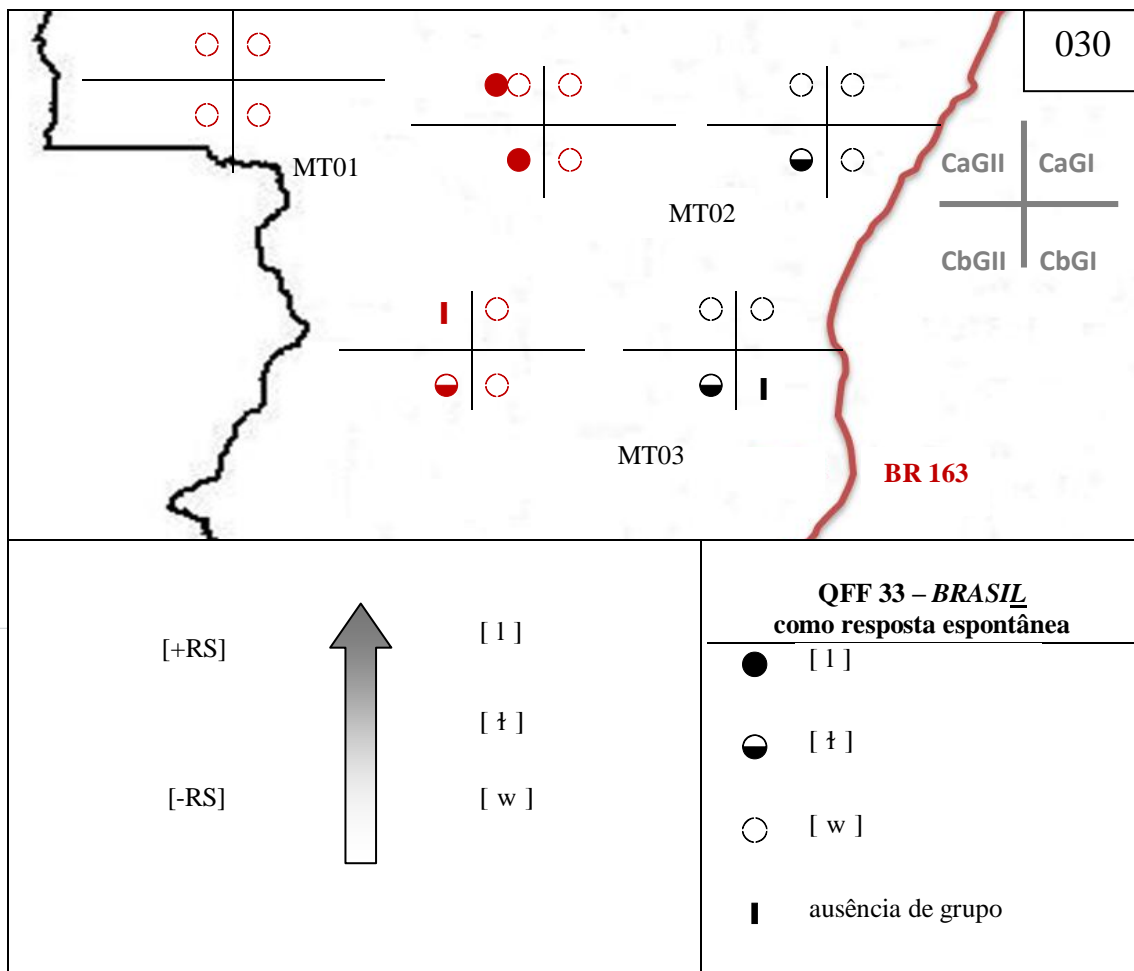 030
MT01
CaGII CaGI
MT02
CbGII CbGI
MT03
BR 163
[+RS]
[-RS]
[ l ]
[ ɫ ]
[ w ]
QFF 33 – BRASIL
como resposta espontânea
[ l ]
[ ɫ ]
[ w ]
ausência de grupo